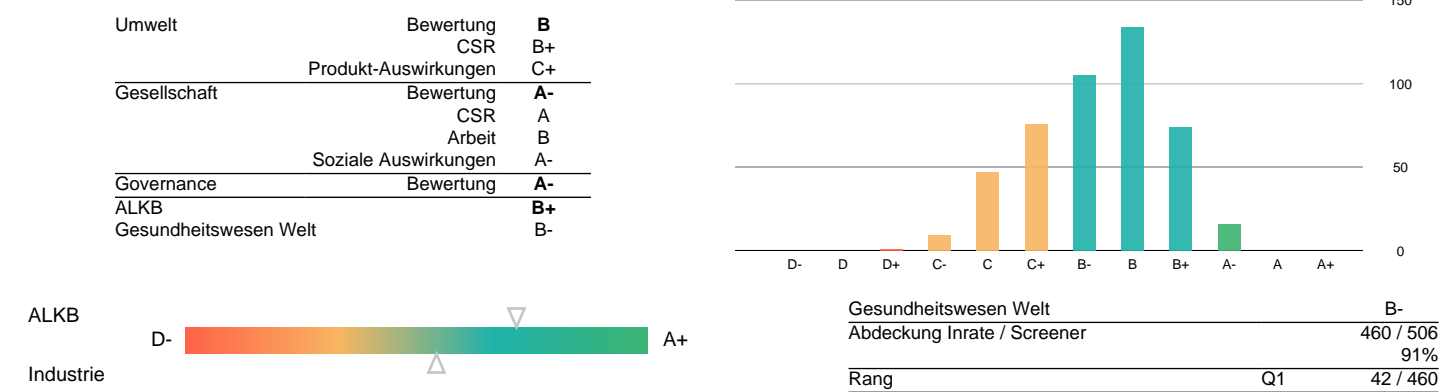 Umwelt Bewertung B
CSR B+
Produkt-Auswirkungen C+
Gesellschaft Bewertung A-
CSR A
Arbeit B
Soziale Auswirkungen A-
Governance Bewertung A-
ALKB B+
Gesundheitswesen Welt B-
150
100
50
0
D- D D+ C- C C+ B- B B+ A- A A+
ALKB
D- A+
Industrie
Gesundheitswesen Welt B-
Abdeckung Inrate / Screener 460 / 506
91%
Rang Q1 42 / 460